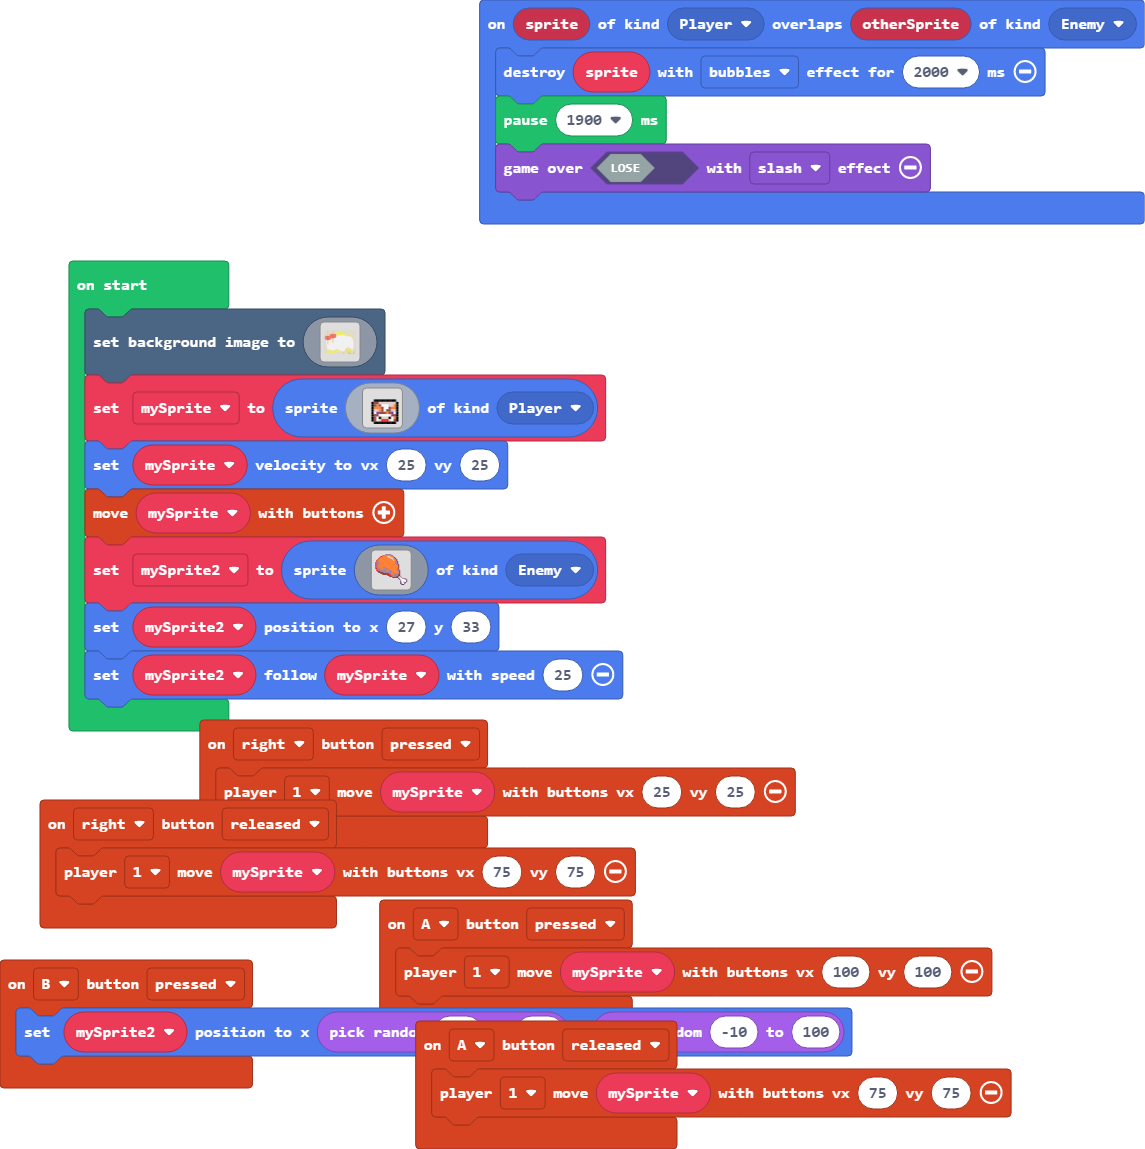 on sprite of kind Player overlaps otherSprite of kind Enemy
destroy sprite with bubbles effect for 2000 ms
pause 1900 ms
game over LOSE with slash effect
on start
set background image to
set mySprite to sprite of kind Player
set mySprite velocity to vx 25 vy 25
move mySprite with buttons
set mySprite2 to sprite of kind Enemy
set mySprite2 position to x 27 y 33
set mySprite2 follow mySprite with speed 25
on right button pressed
player 1 move mySprite with buttons vx 25 vy 25
on right button released
player 1 move mySprite with buttons vx 75 vy 75
on A button pressed
player 1 move mySprite with buttons vx 100 vy 100
on B button pressed
set mySprite2 position to x pick -10 to 100
on A button released
player 1 move mySprite with buttons vx 75 vy 75